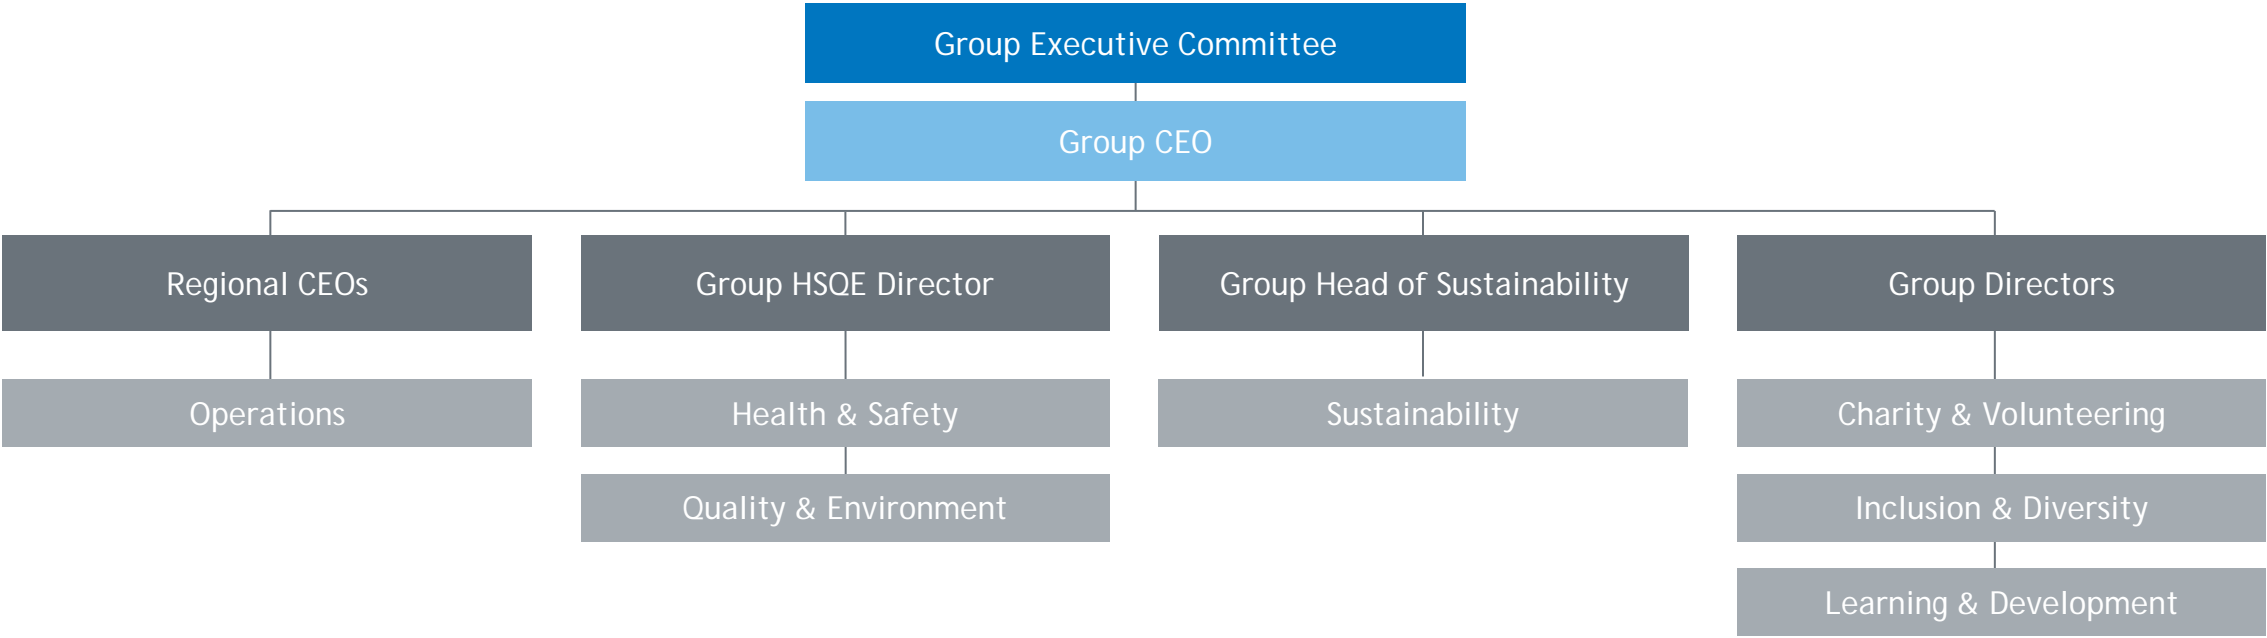 Group Executive Committee
Group CEO
Regional CEOs
Group HSQE Director
Group Head of Sustainability
Group Directors
Operations
Health & Safety
Sustainability
Charity & Volunteering
Quality & Environment
Inclusion & Diversity
Learning & Development